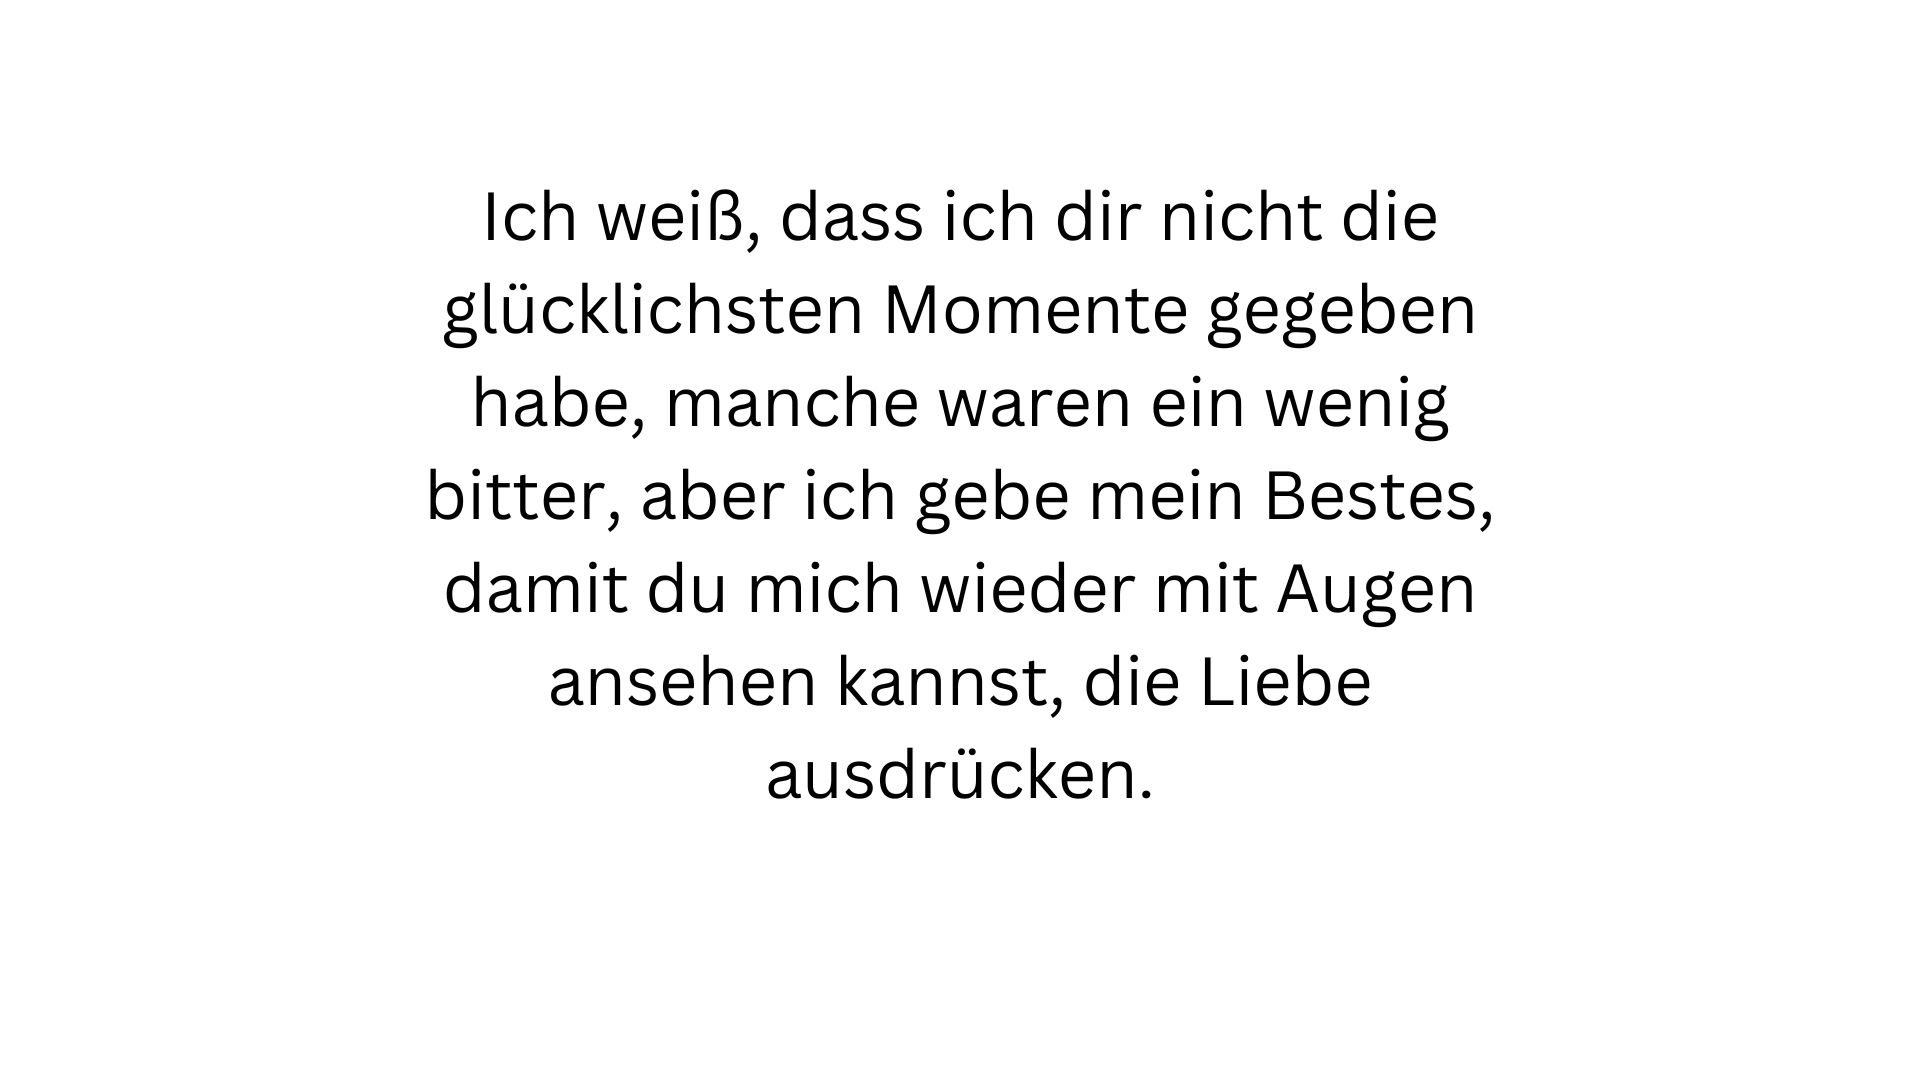 Ich weiß, dass ich dir nicht die
glücklichsten Momente gegeben
habe, manche waren ein wenig
bitter, aber ich gebe mein Bestes,
damit du mich wieder mit Augen
ansehen kannst, die Liebe
ausdrücken.